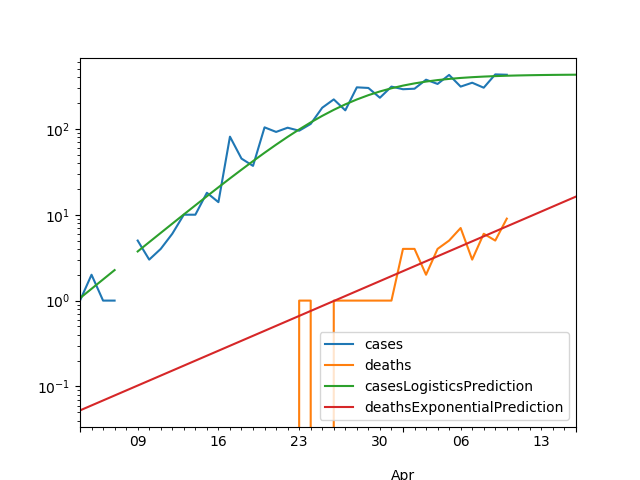 10²
10¹
10⁰
10⁻¹
cases
deaths
casesLogisticsPrediction
deathsExponentialPrediction
09 16 23 30 06 13
Apr